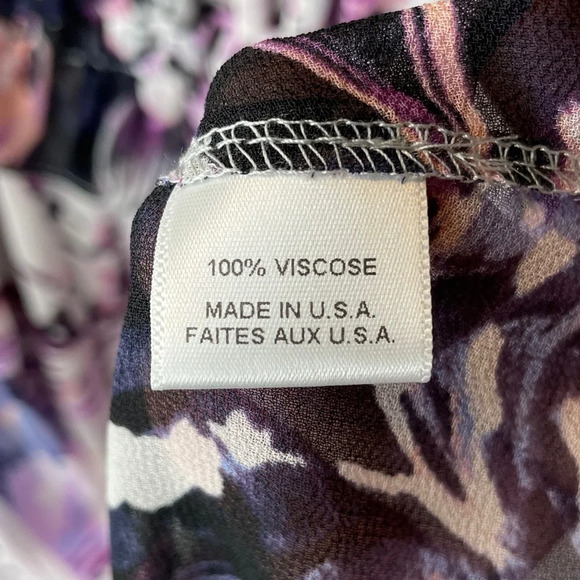 100% VISCOSE
MADE IN U.S.A.
FAITES AUX U.S.A.